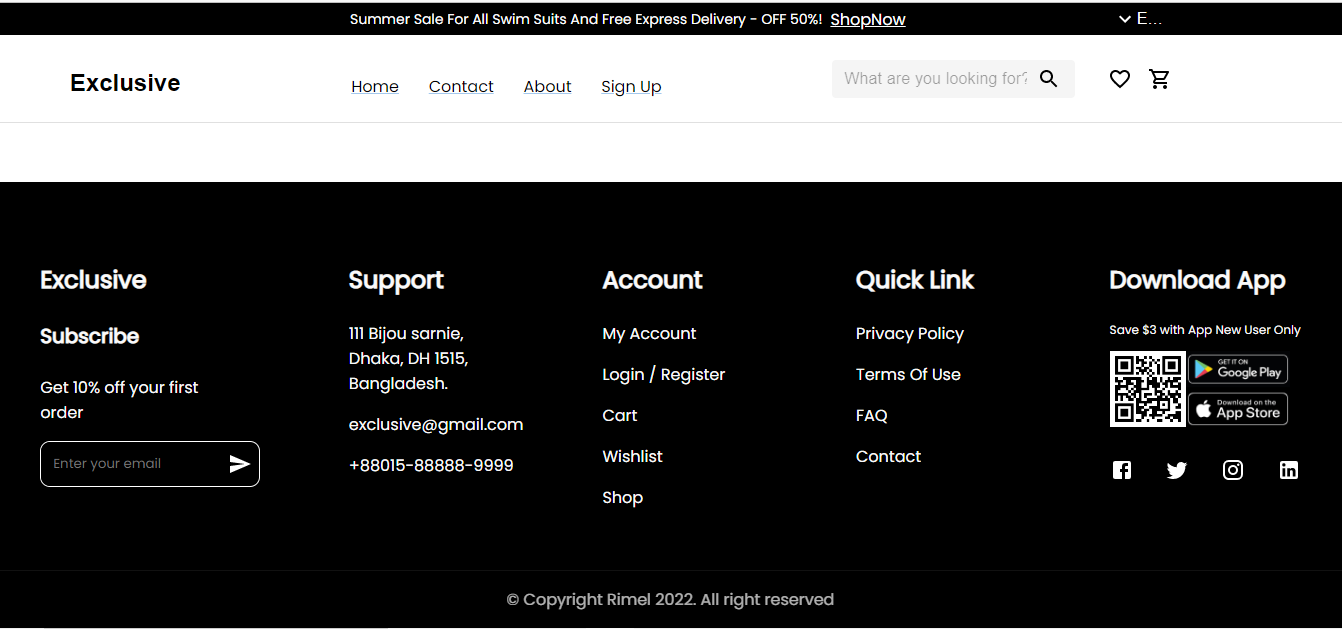 Summer Sale For All Swim Suits And Free Express Delivery - OFF 50%! ShopNow E...
Exclusive Home Contact About Sign Up What are you looking for?
Exclusive
Subscribe
Get 10% off your first
order
Enter your email
Support
111 Bijou sarnie,
Dhaka, DH 1515,
Bangladesh.
exclusive@gmail.com
+88015-88888-9999
Account
My Account
Login / Register
Cart
Wishlist
Shop
Quick Link
Privacy Policy
Terms Of Use
FAQ
Contact
Download App
Save $3 with App New User Only
GET IT ON
Google Play
Download on the
App Store
© Copyright Rimel 2022. All right reserved